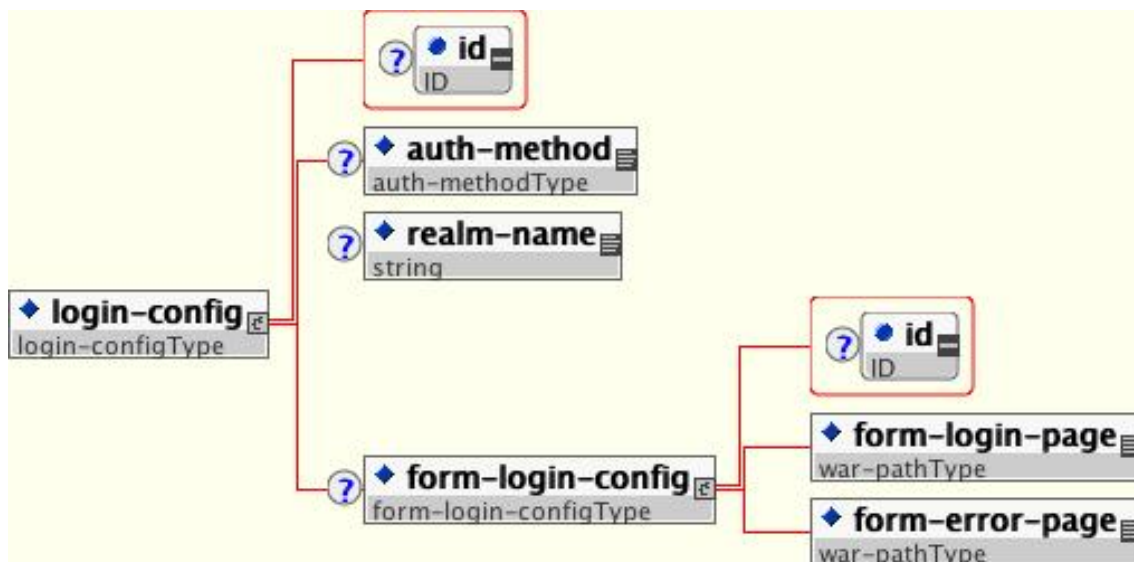 ? id
ID
? auth-method
auth-methodType
? realm-name
string
login-config
login-configType
? id
ID
form-login-page
war-pathType
? form-login-config
form-login-configType
form-error-page
war-pathType